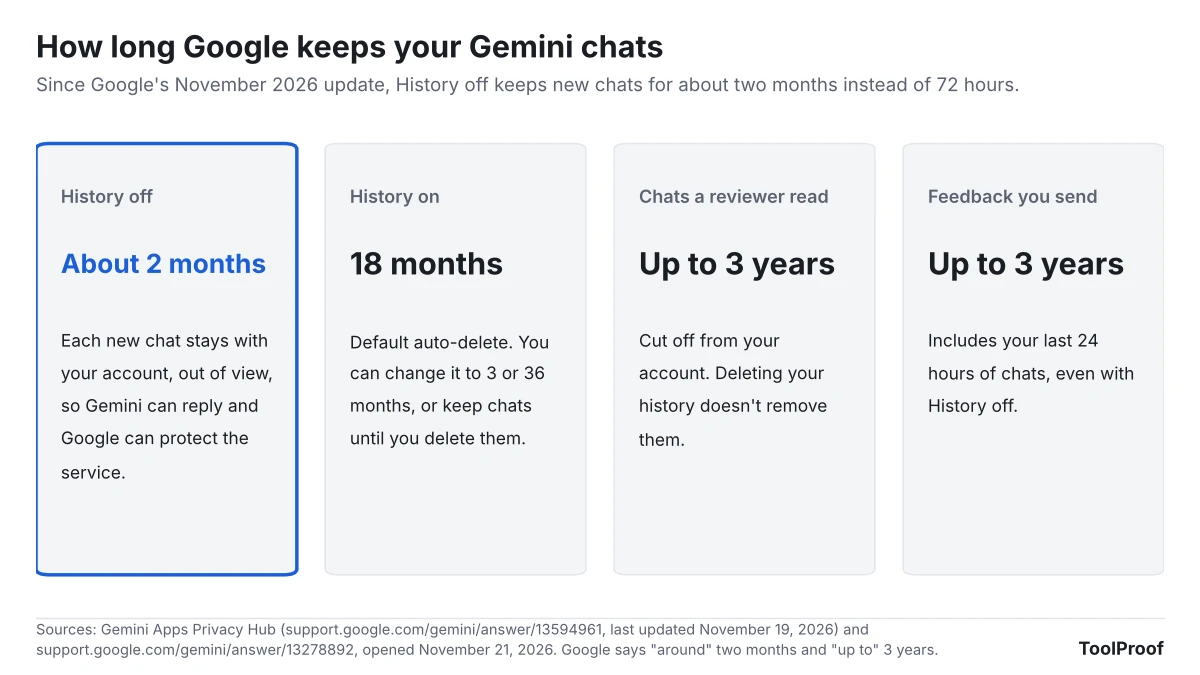 How long Google keeps your Gemini chats
Since Google's November 2026 update, History off keeps new chats for about two months instead of 72 hours.
History off
About 2 months
Each new chat stays with
your account, out of view,
so Gemini can reply and
Google can protect the
service.
History on
18 months
Default auto-delete. You
can change it to 3 or 36
months, or keep chats
until you delete them.
Chats a reviewer read
Up to 3 years
Cut off from your
account. Deleting your
history doesn't remove
them.
Feedback you send
Up to 3 years
Includes your last 24
hours of chats, even with
History off.
Sources: Gemini Apps Privacy Hub (support.google.com/gemini/answer/13594961, last updated November 19, 2026) and
support.google.com/gemini/answer/13278892, opened November 21, 2026. Google says "around" two months and "up to" 3 years.
ToolProof